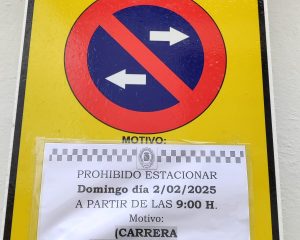 MOTIVO:
PROHIBIDO ESTACIONAR
Domingo día 2/02/2025
A PARTIR DE LAS 9:00 H.
Motivo:
(CARRERA